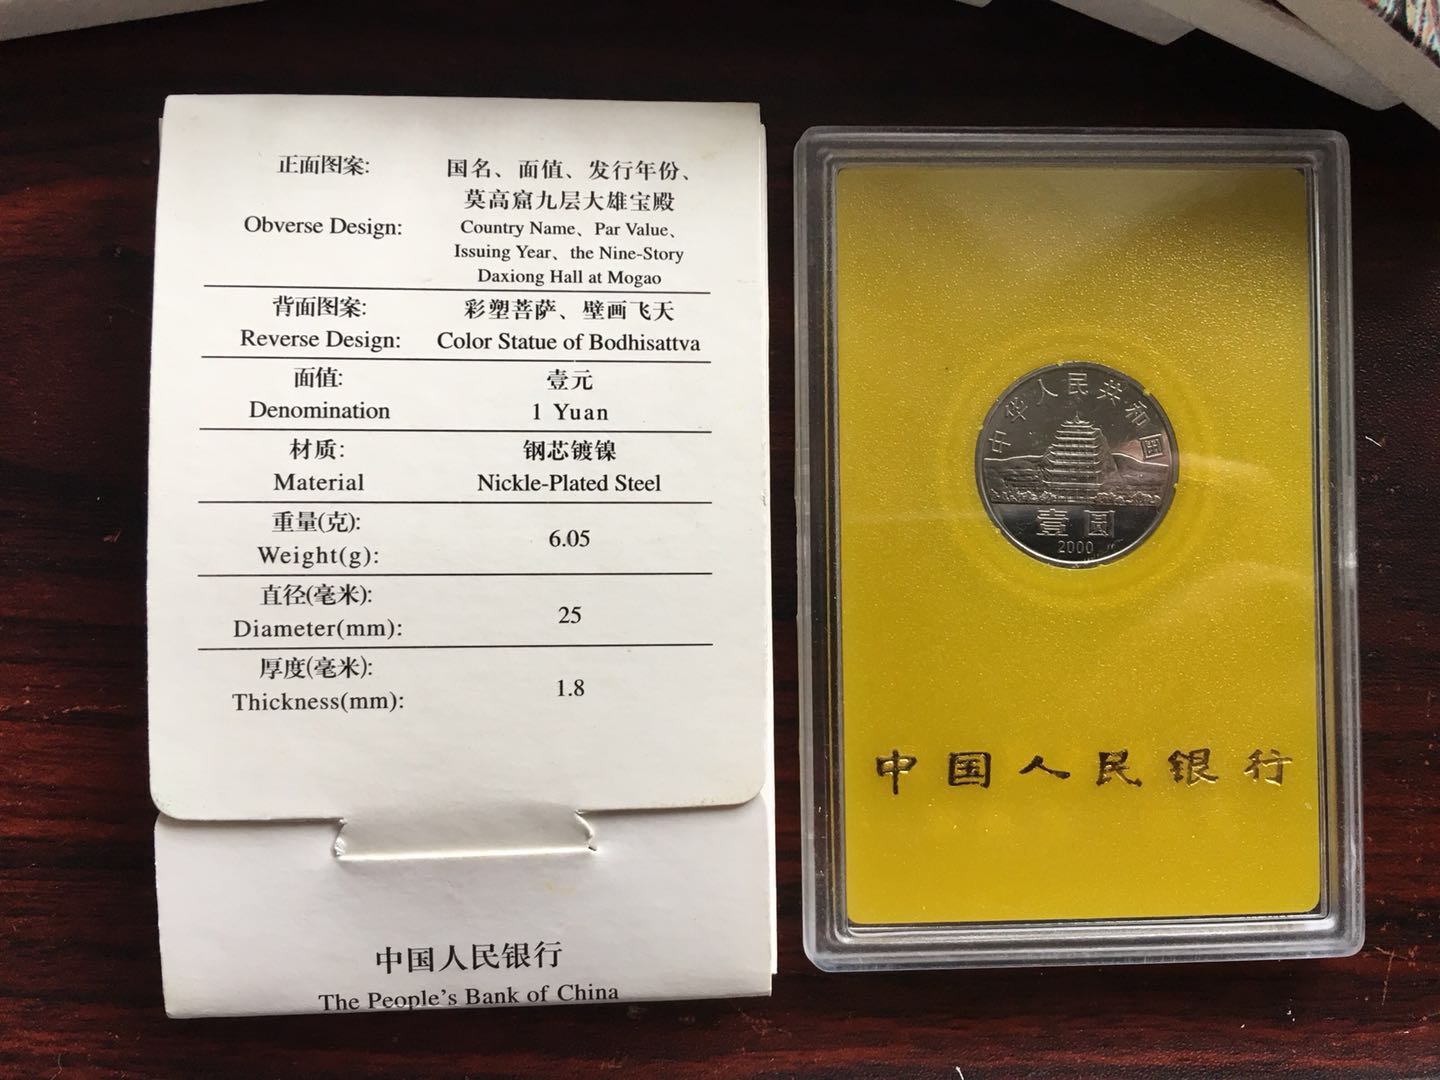 正面图案:
国名、面值、发行年份、
莫高窟九层大雄宝殿
Obverse Design:
Country Name、Par Value、
Issuing Year、the Nine-Story
Daxiong Hall at Mogao
背面图案:
彩塑菩萨、壁画飞天
Reverse Design:
Color Statue of Bodhisattva
面值:
壹元
Denomination
1 Yuan
材质:
钢芯镀镍
Material
Nickle-Plated Steel
重量(克):
Weight(g):
6.05
直径(毫米):
Diameter(mm):
25
厚度(毫米):
Thickness(mm):
1.8
中国人民银行
The People's Bank of China
中华人民共和国
壹圆
2000
中国人民银行